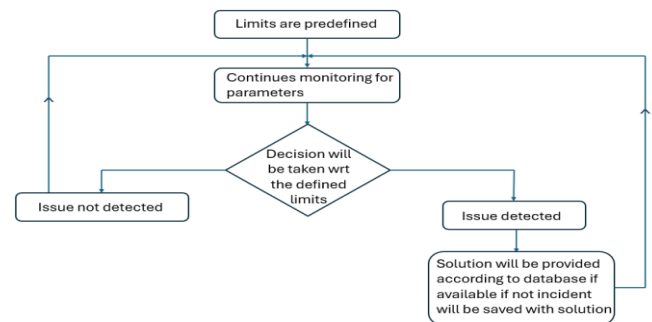 Limits are predefined
Continues monitoring for
parameters
Decision will
be taken wrt
the defined
limits
Issue not detected
Issue detected
Solution will be provided
according to database if
available if not incident
will be saved with solution